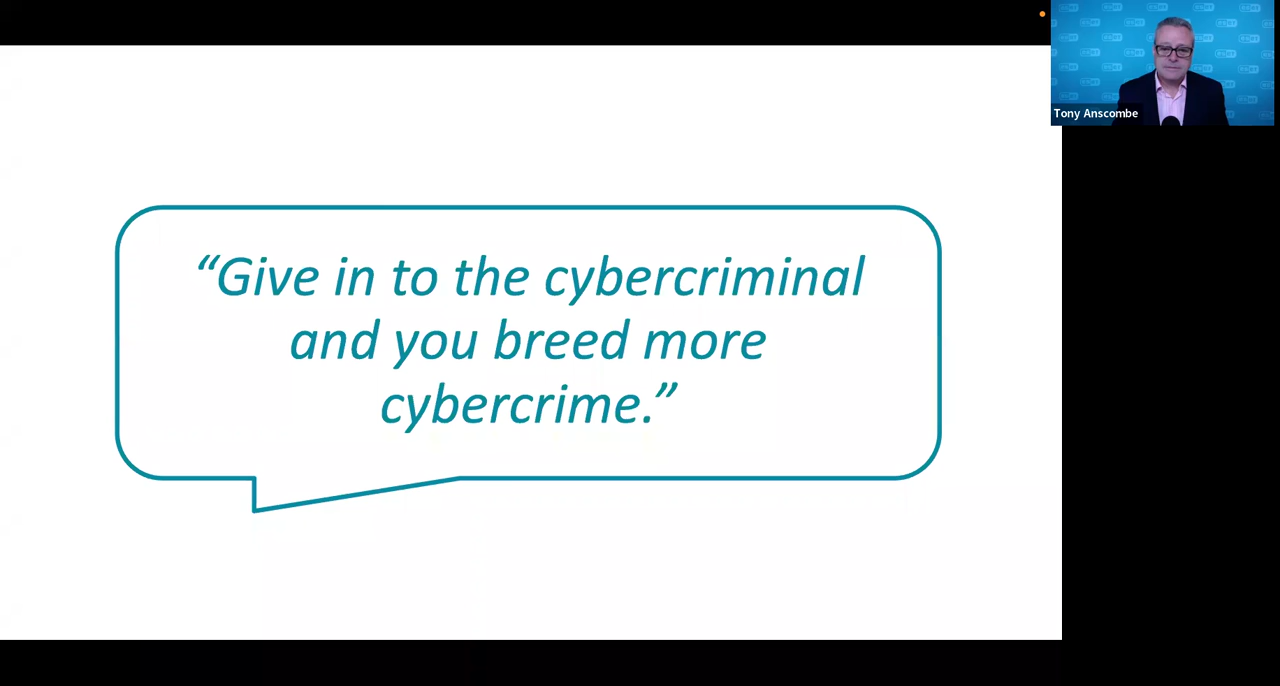 “Give in to the cybercriminal
and you breed more
cybercrime.”
Tony Anscombe